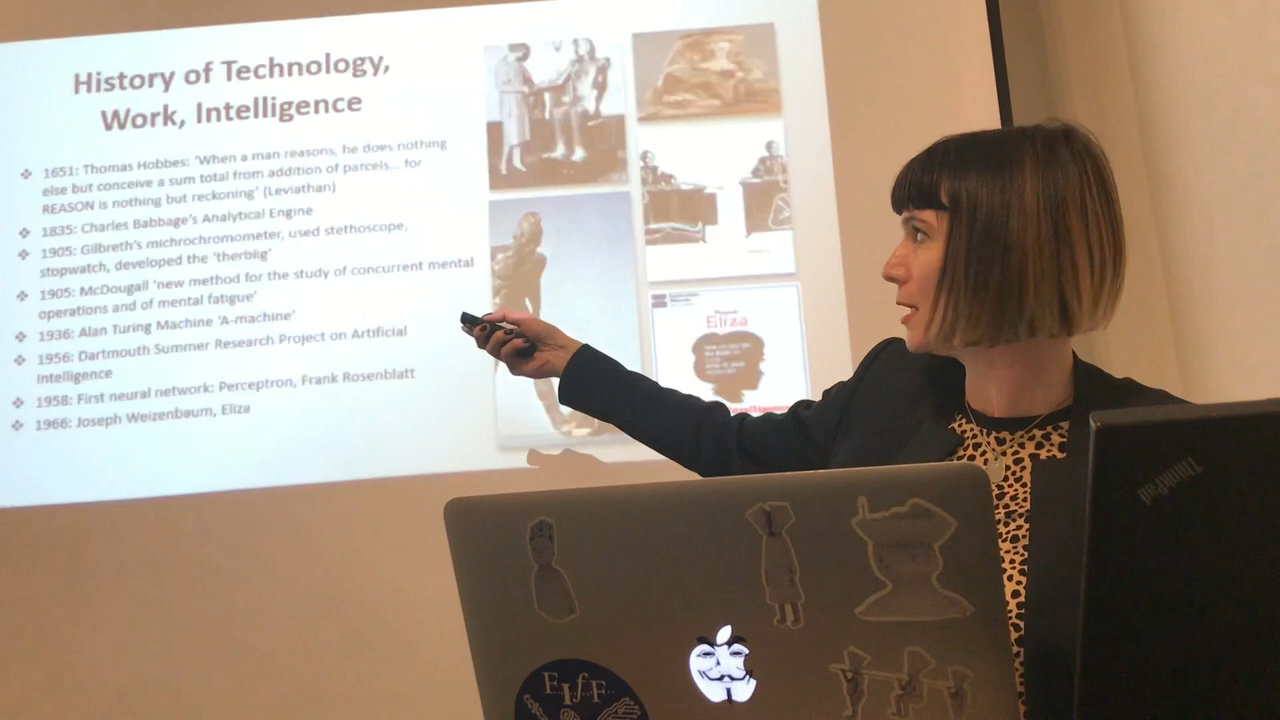 History of Technology,
Work, Intelligence
❖ 1651: Thomas Hobbes: 'When a man reasons, he does nothing
else but conceive a sum total from addition of parcels... for
REASON is nothing but reckoning' (Leviathan)
❖ 1835: Charles Babbage's Analytical Engine
❖ 1905: Gilbreth's michrochromometer, used stethoscope,
stopwatch, developed the 'therblig'
❖ 1905: McDougall 'new method for the study of concurrent mental
operations and of mental fatigue'
❖ 1936: Alan Turing Machine 'A-machine'
❖ 1956: Dartmouth Summer Research Project on Artificial
Intelligence
❖ 1958: First neural network: Perceptron, Frank Rosenblatt
❖ 1966: Joseph Weizenbaum, Eliza
Eliza
ThinkPad
E.I.f.F.